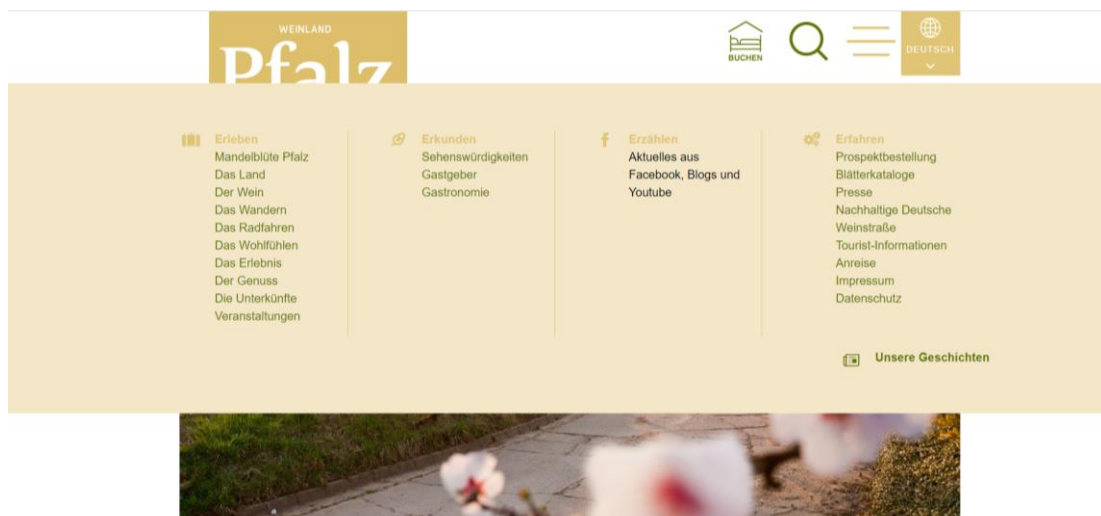 WEINLAND
Pfalz
BUCHEN
DEUTSCH
Erleben
Mandelblüte Pfalz
Das Land
Der Wein
Das Wandern
Das Radfahren
Das Wohlfühlen
Das Erlebnis
Der Genuss
Die Unterkünfte
Veranstaltungen
Erkunden
Sehenswürdigkeiten
Gastgeber
Gastronomie
Erzählen
Aktuelles aus
Facebook, Blogs und
Youtube
Erfahren
Prospektbestellung
Blätterkataloge
Presse
Nachhaltige Deutsche
Weinstraße
Tourist-Informationen
Anreise
Impressum
Datenschutz
Unsere Geschichten